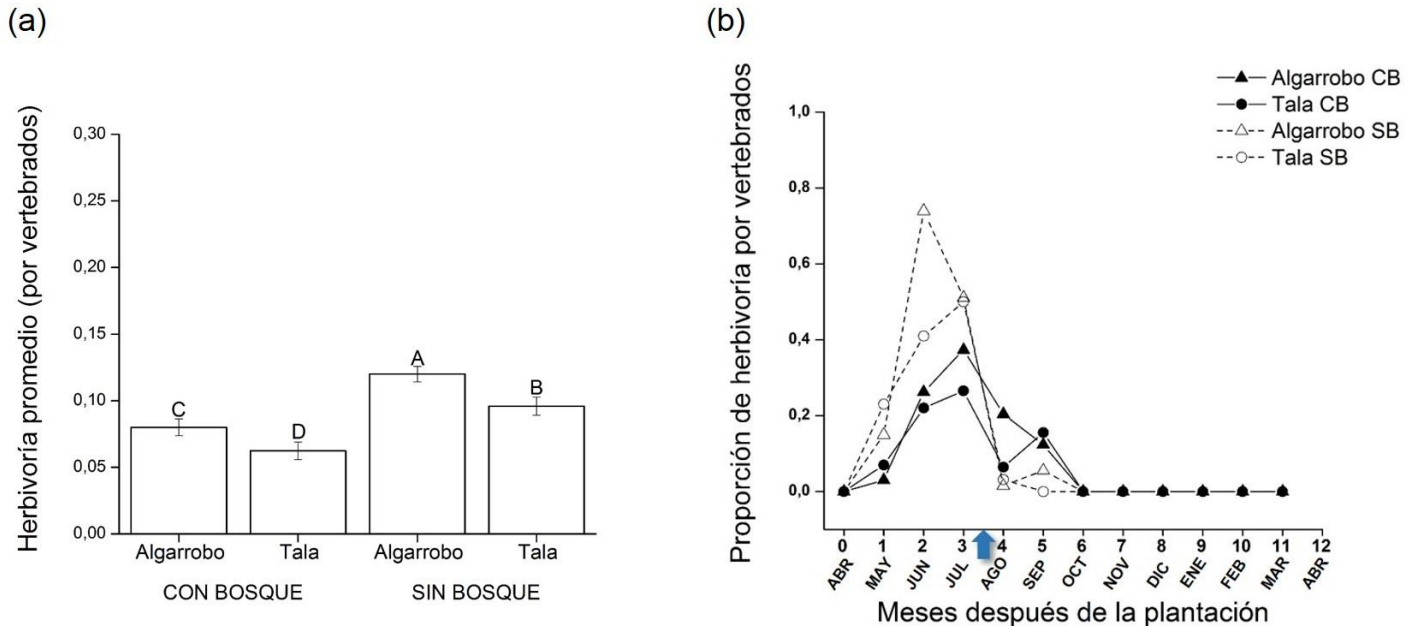 (a)
Herbivoría promedio (por vertebrados)
0,30
0,25
0,20
0,15
0,10
0,05
0,00
C
D
A
B
Algarrobo Tala Algarrobo Tala
CON BOSQUE SIN BOSQUE
(b)
Proporción de herbivoría por vertebrados
Algarrobo CB
Tala CB
Algarrobo SB
Tala SB
1,0
0,8
0,6
0,4
0,2
0,0
0 1 2 3 4 5 6 7 8 9 10 11 12
ABR MAY JUN JUL AGO SEP OCT NOV DIC ENE FEB MAR ABR
Meses después de la plantación